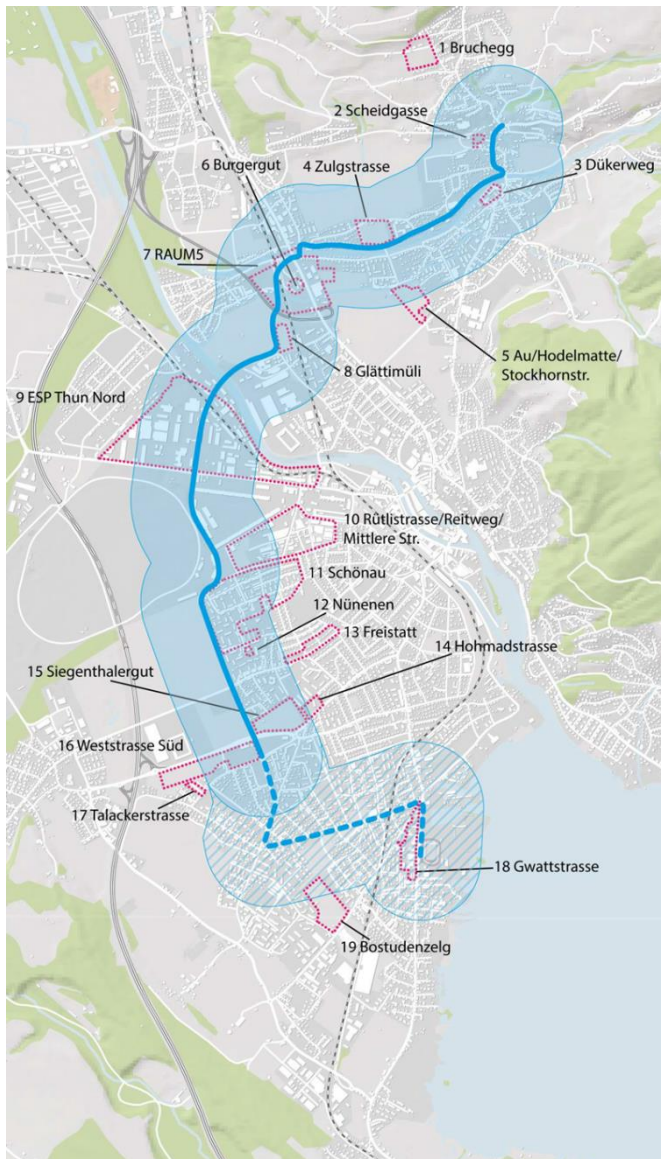 1 Bruchegg
2 Scheidgasse
6 Burgergut
4 Zulgstrasse
3 Dükerweg
7 RAUM5
5 Au/Hodelmatte/
Stockhornstr.
8 Glättimüli
9 ESP Thun Nord
10 Rûtlistrasse/Reitweg/
Mittlere Str.
11 Schönau
12 Nünenen
13 Freistatt
14 Hohmadstrasse
15 Siegenthalergut
16 Weststrasse Süd
17 Talackerstrasse
18 Gwattstrasse
19 Bostudenzelg